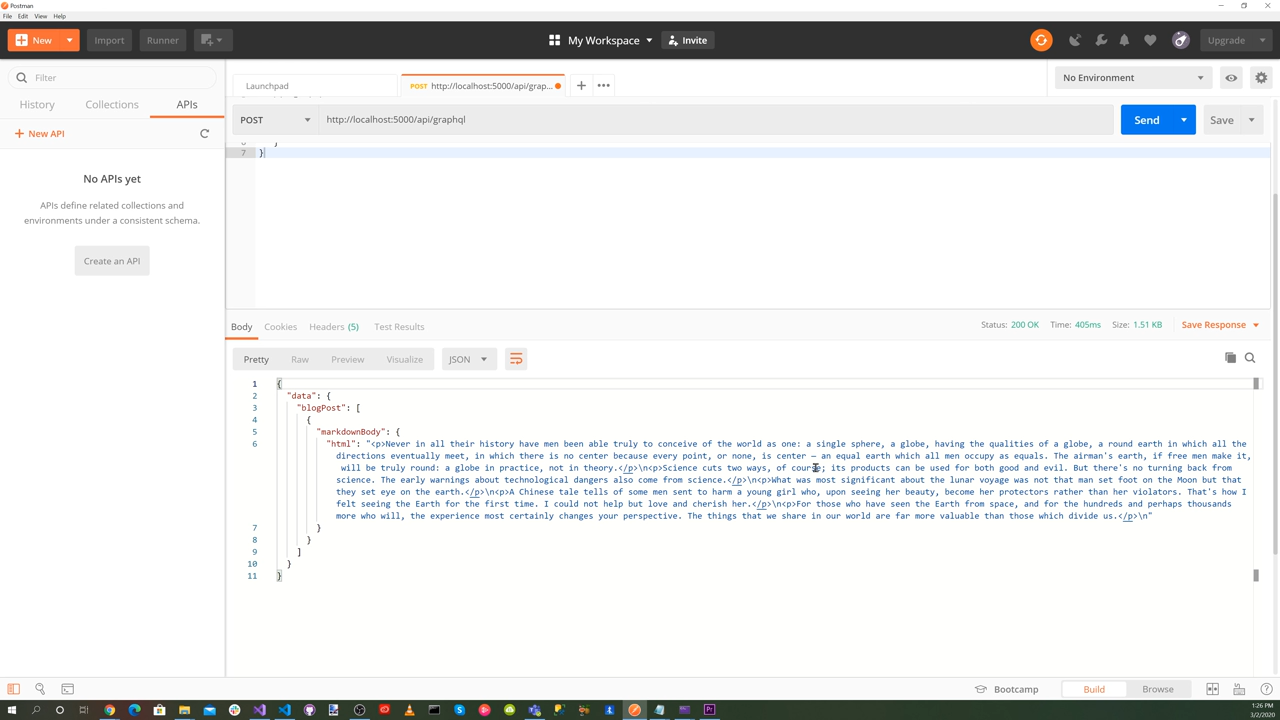 Postman
File Edit View Help
New Import Runner My Workspace Invite Upgrade
Filter
History Collections APIs
New API
No APIs yet
APIs define related collections and
environments under a consistent schema.
Create an API
Launchpad POST http://localhost:5000/api/grap... No Environment
POST http://localhost:5000/api/graphql Send Save
6 }
7 }
Body Cookies Headers (5) Test Results Status: 200 OK Time: 405ms Size: 1.51 KB Save Response
Pretty Raw Preview Visualize JSON
1 {
2 "data": {
3 "blogPost": [
4 {
5 "markdownBody": {
6 "html": "<p>Never in all their history have men been able truly to conceive of the world as one: a single sphere, a globe, having the qualities of a globe, a round earth in which all the
directions eventually meet, in which there is no center because every point, or none, is center — an equal earth which all men occupy as equals. The airman's earth, if free men make it,
will be truly round: a globe in practice, not in theory.</p>\n<p>Science cuts two ways, of course; its products can be used for both good and evil. But there's no turning back from
science. The early warnings about technological dangers also come from science.</p>\n<p>What was most significant about the lunar voyage was not that man set foot on the Moon but that
they set eye on the earth.</p>\n<p>A Chinese tale tells of some men sent to harm a young girl who, upon seeing her beauty, become her protectors rather than her violators. That's how I
felt seeing the Earth for the first time. I could not help but love and cherish her.</p>\n<p>For those who have seen the Earth from space, and for the hundreds and perhaps thousands
more who will, the experience most certainly changes your perspective. The things that we share in our world are far more valuable than those which divide us.</p>\n"
7 }
8 }
9 ]
10 }
11 }
Bootcamp Build Browse
1:26 PM
3/2/2020